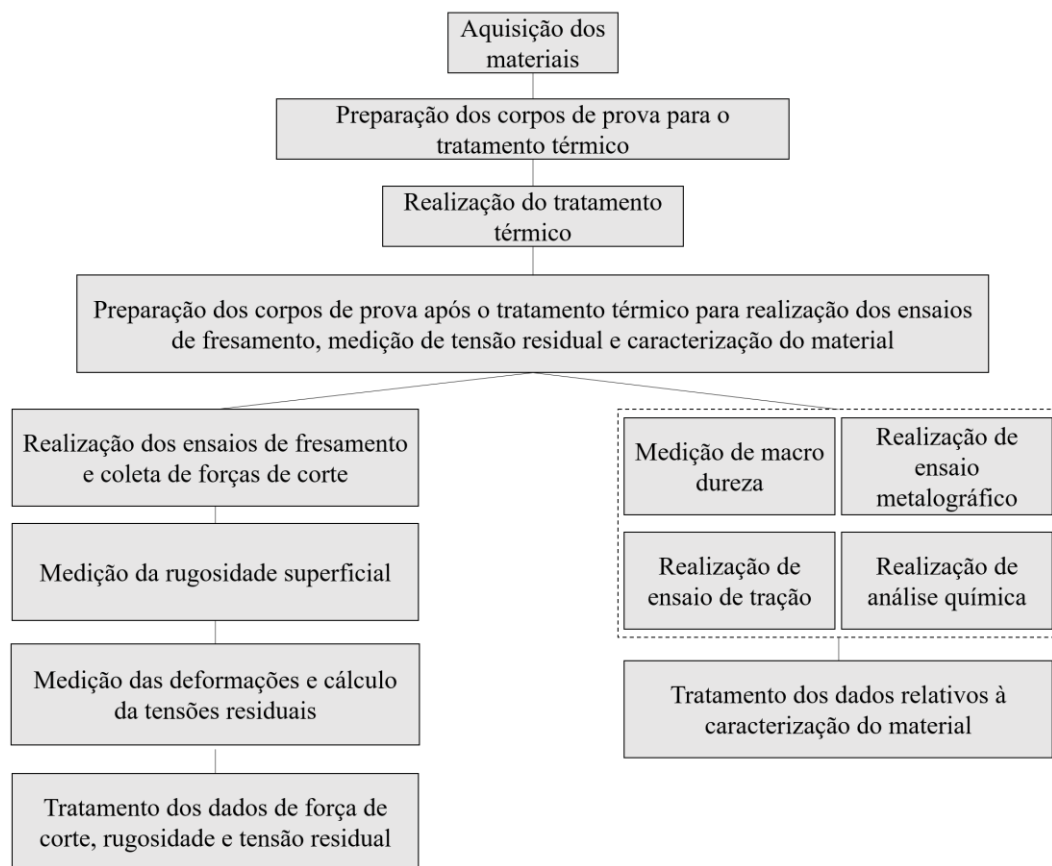 Aquisição dos
materiais
Preparação dos corpos de prova para o
tratamento térmico
Realização do tratamento
térmico
Preparação dos corpos de prova após o tratamento térmico para realização dos ensaios
de fresamento, medição de tensão residual e caracterização do material
Realização dos ensaios de fresamento
e coleta de forças de corte
Medição da rugosidade superficial
Medição das deformações e cálculo
da tensões residuais
Tratamento dos dados de força de
corte, rugosidade e tensão residual
Medição de macro
dureza
Realização de
ensaio
metalográfico
Realização de
ensaio de tração
Realização de
análise química
Tratamento dos dados relativos à
caracterização do material